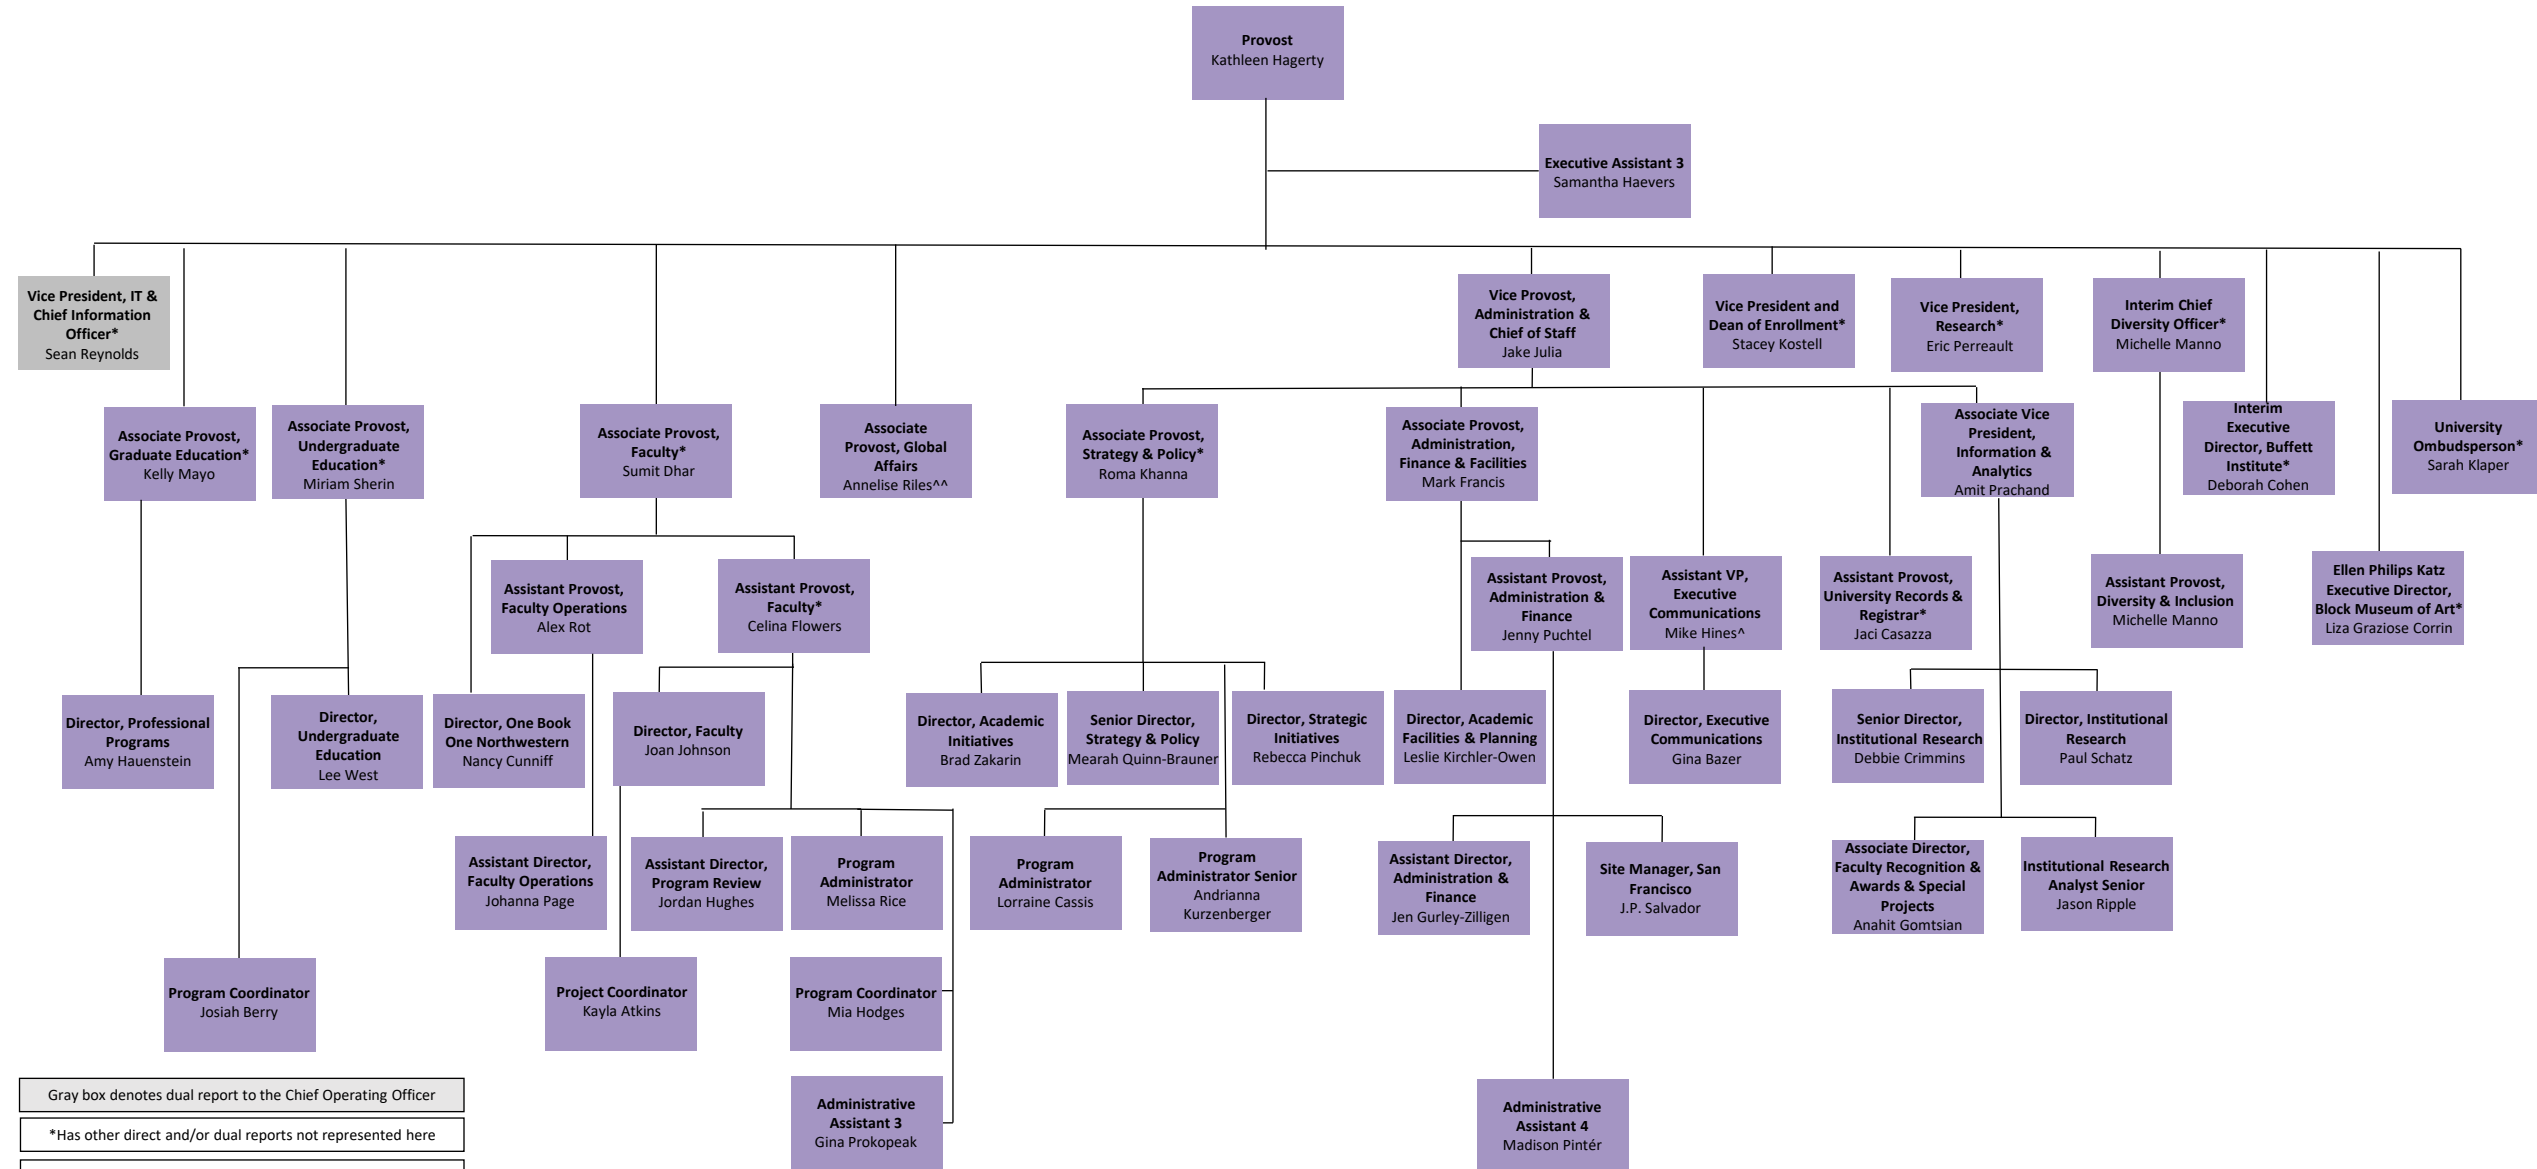 Provost
Kathleen Hagerty
Executive Assistant 3
Samantha Haevers
Vice President, IT &
Chief Information
Officer*
Sean Reynolds
Vice Provost,
Administration &
Chief of Staff
Jake Julia
Vice President and
Dean of Enrollment*
Stacey Kostell
Vice President,
Research*
Eric Perreault
Interim Chief
Diversity Officer*
Michelle Manno
Associate Provost,
Graduate Education*
Kelly Mayo
Associate Provost,
Undergraduate
Education*
Miriam Sherin
Associate Provost,
Faculty*
Sumit Dhar
Associate
Provost, Global
Affairs
Annelise Riles^^
Associate Provost,
Strategy & Policy*
Roma Khanna
Associate Provost,
Administration,
Finance & Facilities
Mark Francis
Associate Vice
President,
Information &
Analytics
Amit Prachand
Interim
Executive
Director, Buffett
Institute*
Deborah Cohen
University
Ombudsperson*
Sarah Klaper
Assistant Provost,
Faculty Operations
Alex Rot
Assistant Provost,
Faculty*
Celina Flowers
Assistant Provost,
Administration &
Finance
Jenny Puchtel
Assistant VP,
Executive
Communications
Mike Hines^
Assistant Provost,
University Records &
Registrar*
Jaci Casazza
Assistant Provost,
Diversity & Inclusion
Michelle Manno
Ellen Philips Katz
Executive Director,
Block Museum of Art*
Liza Graziose Corrin
Director, Professional
Programs
Amy Hauenstein
Director,
Undergraduate
Education
Lee West
Director, One Book
One Northwestern
Nancy Cunniff
Director, Faculty
Joan Johnson
Director, Academic
Initiatives
Brad Zakarin
Senior Director,
Strategy & Policy
Mearah Quinn-Brauner
Director, Strategic
Initiatives
Rebecca Pinchuk
Director, Academic
Facilities & Planning
Leslie Kirchler-Owen
Director, Executive
Communications
Gina Bazer
Senior Director,
Institutional Research
Debbie Crimmins
Director, Institutional
Research
Paul Schatz
Assistant Director,
Faculty Operations
Johanna Page
Assistant Director,
Program Review
Jordan Hughes
Program
Administrator
Melissa Rice
Program
Administrator
Lorraine Cassis
Program
Administrator Senior
Andrianna
Kurzenberger
Assistant Director,
Administration &
Finance
Jen Gurley-Zilligen
Site Manager, San
Francisco
J.P. Salvador
Associate Director,
Faculty Recognition &
Awards & Special
Projects
Anahit Gomtsian
Institutional Research
Analyst Senior
Jason Ripple
Program Coordinator
Josiah Berry
Project Coordinator
Kayla Atkins
Program Coordinator
Mia Hodges
Administrative
Assistant 3
Gina Prokopeak
Administrative
Assistant 4
Madison Pintér
Gray box denotes dual report to the Chief Operating Officer
*Has other direct and/or dual reports not represented here